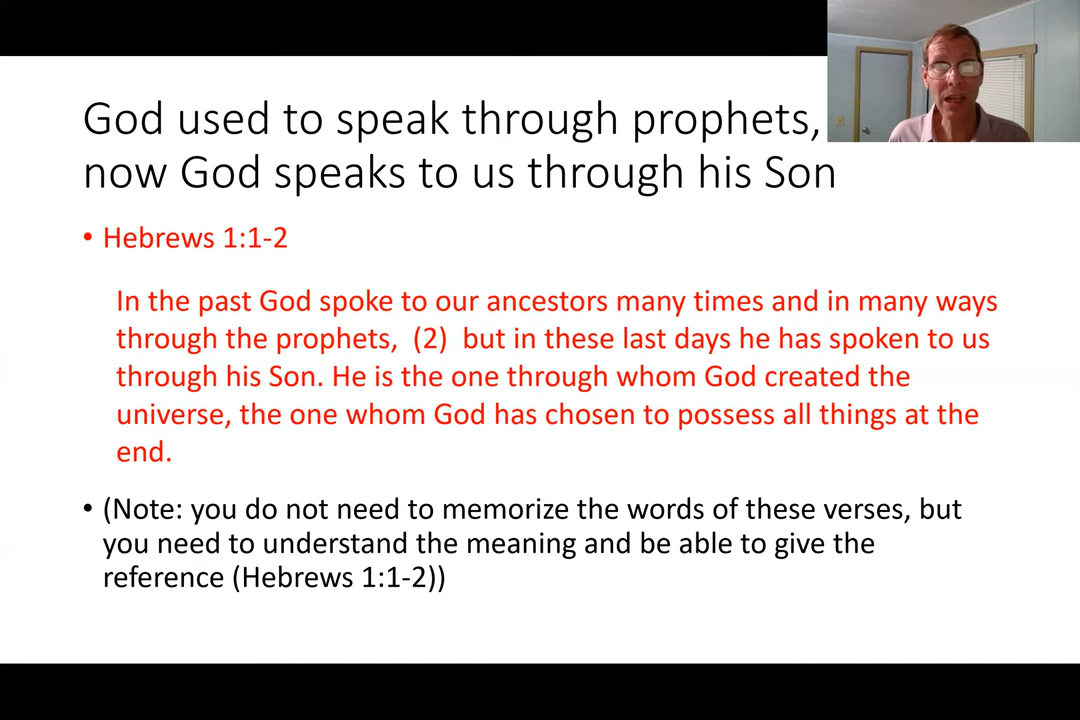 God used to speak through prophets,
now God speaks to us through his Son
• Hebrews 1:1-2
In the past God spoke to our ancestors many times and in many ways
through the prophets, (2) but in these last days he has spoken to us
through his Son. He is the one through whom God created the
universe, the one whom God has chosen to possess all things at the
end.
• (Note: you do not need to memorize the words of these verses, but
you need to understand the meaning and be able to give the
reference (Hebrews 1:1-2))